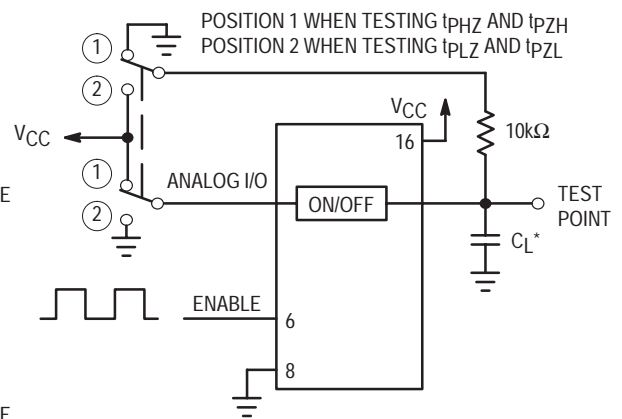 POSITION 1 WHEN TESTING tPHZ AND tPZH
POSITION 2 WHEN TESTING tPLZ AND tPZL
1
2
VCC
VCC
16
10kΩ
1
ANALOG I/O
ON/OFF
TEST
POINT
E
2
CL*
ENABLE
6
8
E